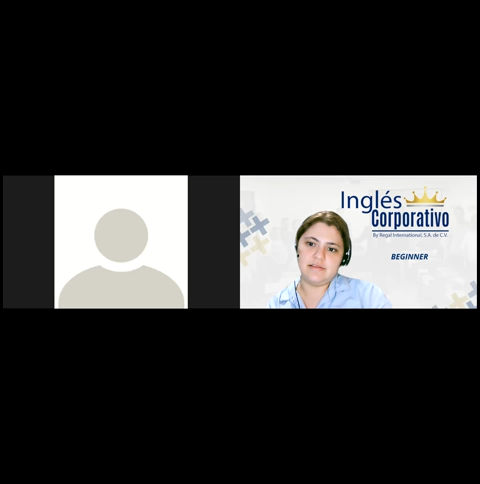 Inglés
Corporativo
By Regal International, S.A. de C.V.
BEGINNER